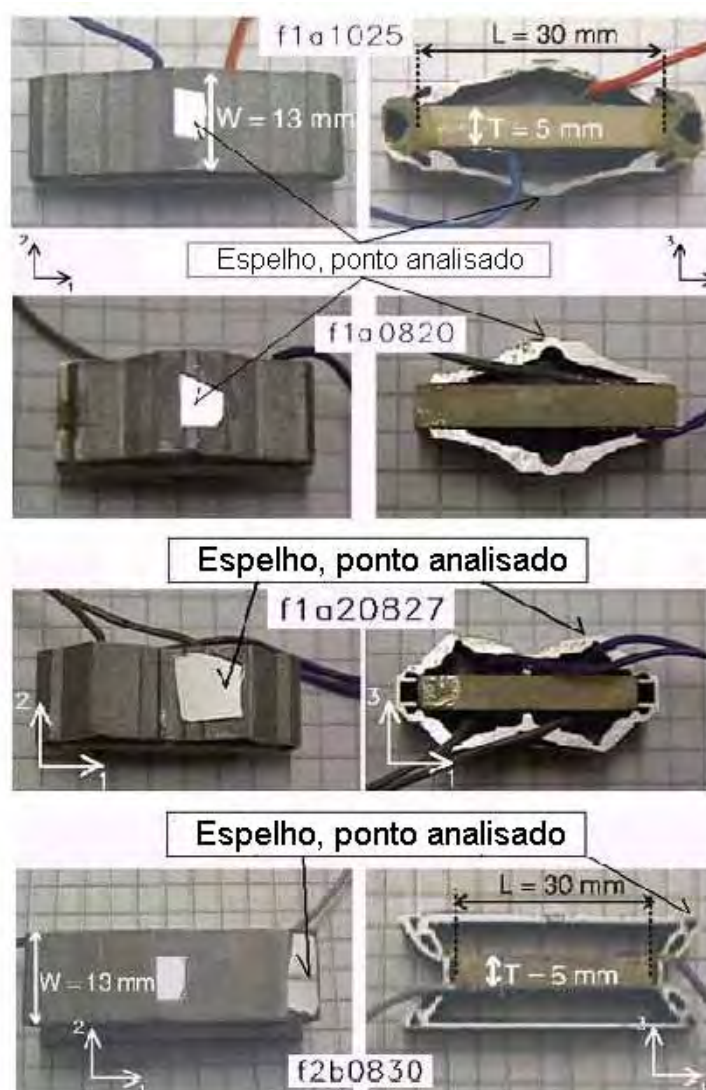 f1a1025
L = 30 mm
W = 13 mm
T = 5 mm
2
1
Espelho, ponto analisado
3
1
f1a0820
Espelho, ponto analisado
f1a20827
2
1
3
1
Espelho, ponto analisado
L = 30 mm
W = 13 mm
T - 5 mm
2
1
3
f2b0830